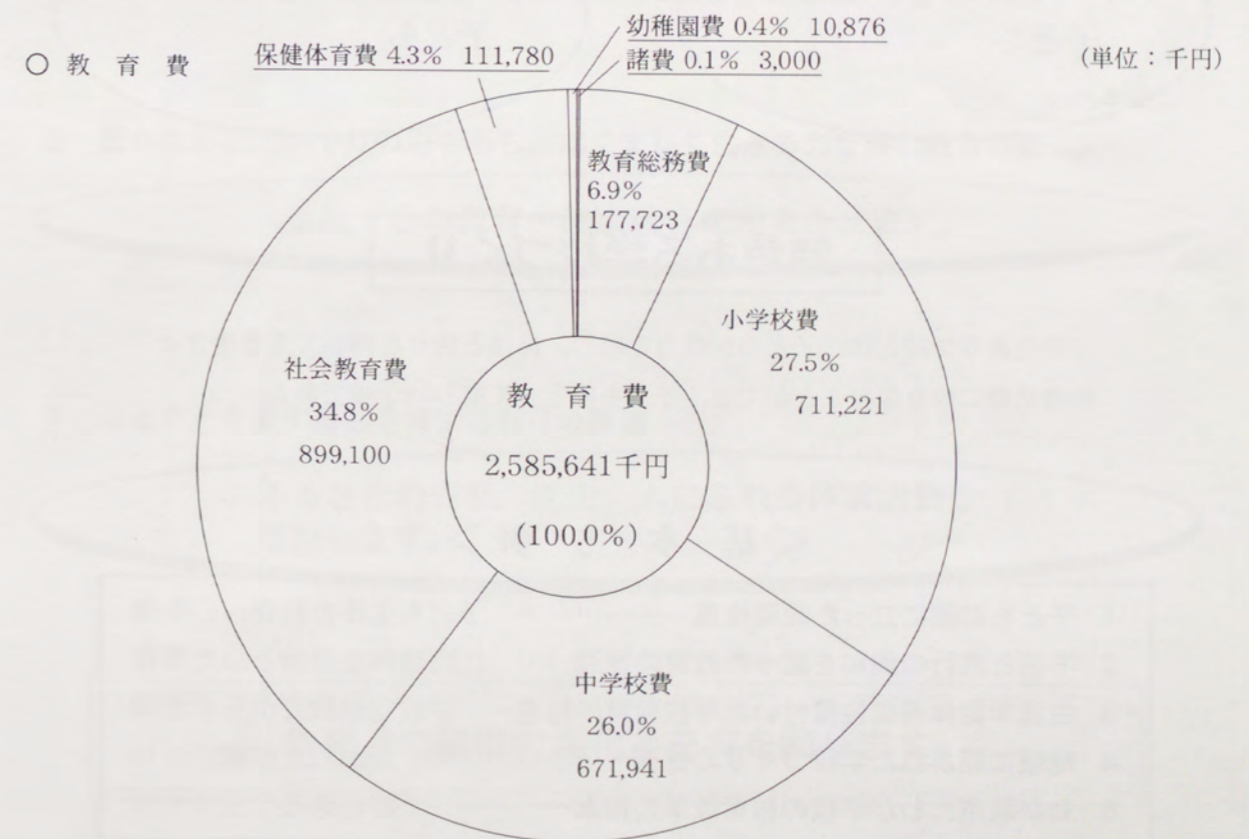 ○ 教 育 費
(単位：千円)
幼稚園費 0.4% 10,876
保健体育費 4.3% 111,780
諸費 0.1% 3,000
教育総務費
6.9%
177,723
小学校費
27.5%
711,221
社会教育費
34.8%
899,100
教 育 費
2,585,641千円
(100.0%)
中学校費
26.0%
671,941